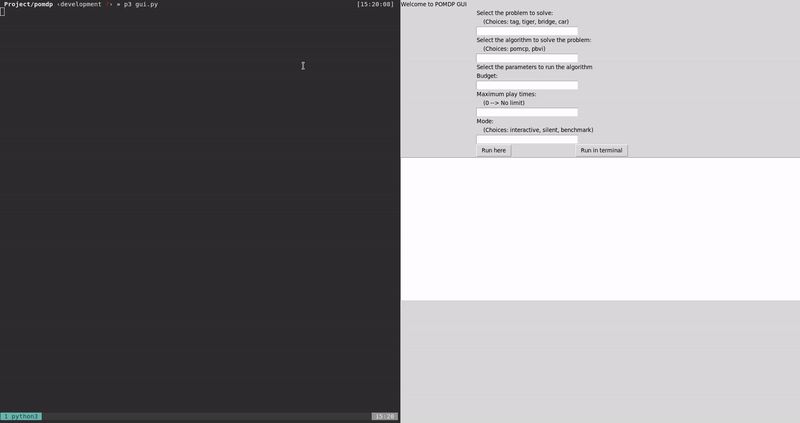 Project/pomdp ‹development ?› » p3 gui.py [15:20:08]
1 python3 15:20
Welcome to POMDP GUI
Select the problem to solve:
(Choices: tag, tiger, bridge, car)
Select the algorithm to solve the problem:
(Choices: pomcp, pbvi)
Select the parameters to run the algorithm
Budget:
Maximum play times:
(0 --> No limit)
Mode:
(Choices: interactive, silent, benchmark)
Run here Run in terminal